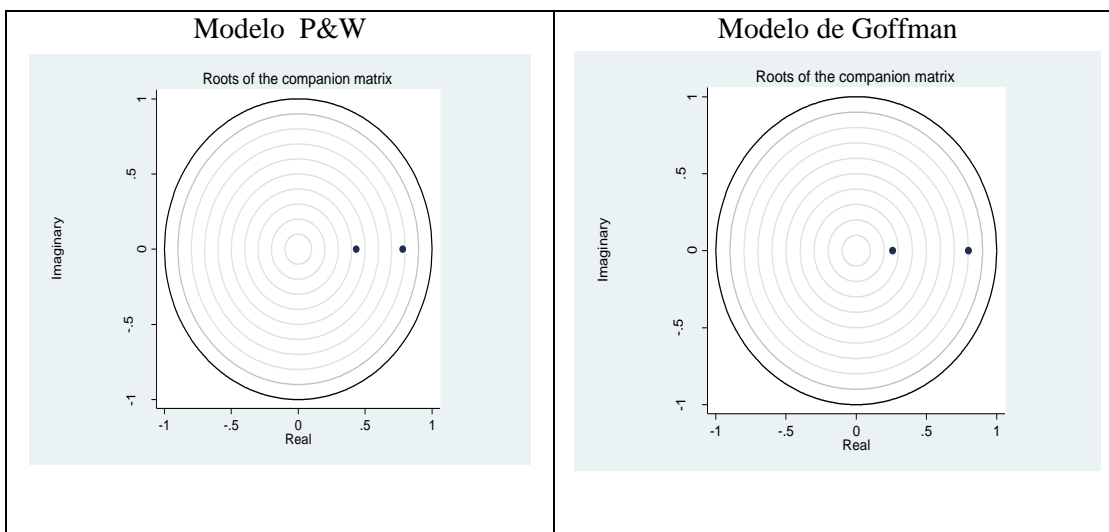 Modelo P&W
Roots of the companion matrix
1
.5
0
-.5
-1
Imaginary
-1 -.5 0 .5 1
Real
Modelo de Goffman
Roots of the companion matrix
1
.5
0
-.5
-1
Imaginary
-1 -.5 0 .5 1
Real